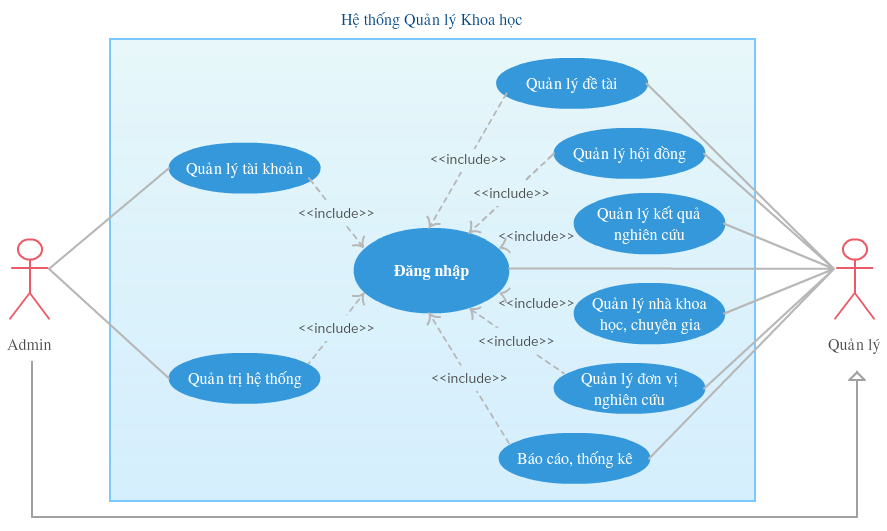 Hệ thống Quản lý Khoa học
Quản lý đề tài
<<include>>
Quản lý hội đồng
Quản lý tài khoản
<<include>>
<<include>>
Quản lý kết quả
nghiên cứu
<<include>>
Đăng nhập
<<include>>
Quản lý nhà khoa
học, chuyên gia
<<include>>
<<include>>
Admin
Quản lý
Quản trị hệ thống
<<include>>
Quản lý đơn vị
nghiên cứu
Báo cáo, thống kê